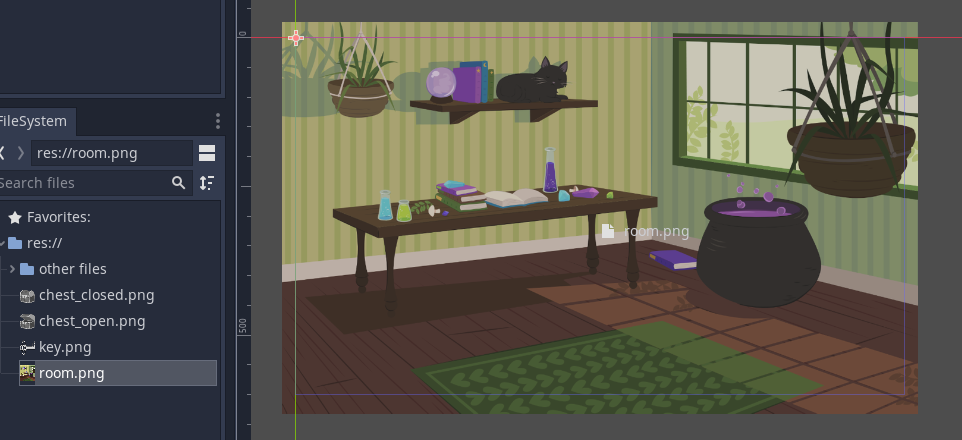 FileSystem
res://room.png
Search files
Favorites:
res://
other files
chest_closed.png
chest_open.png
key.png
room.png
0
500
room.png